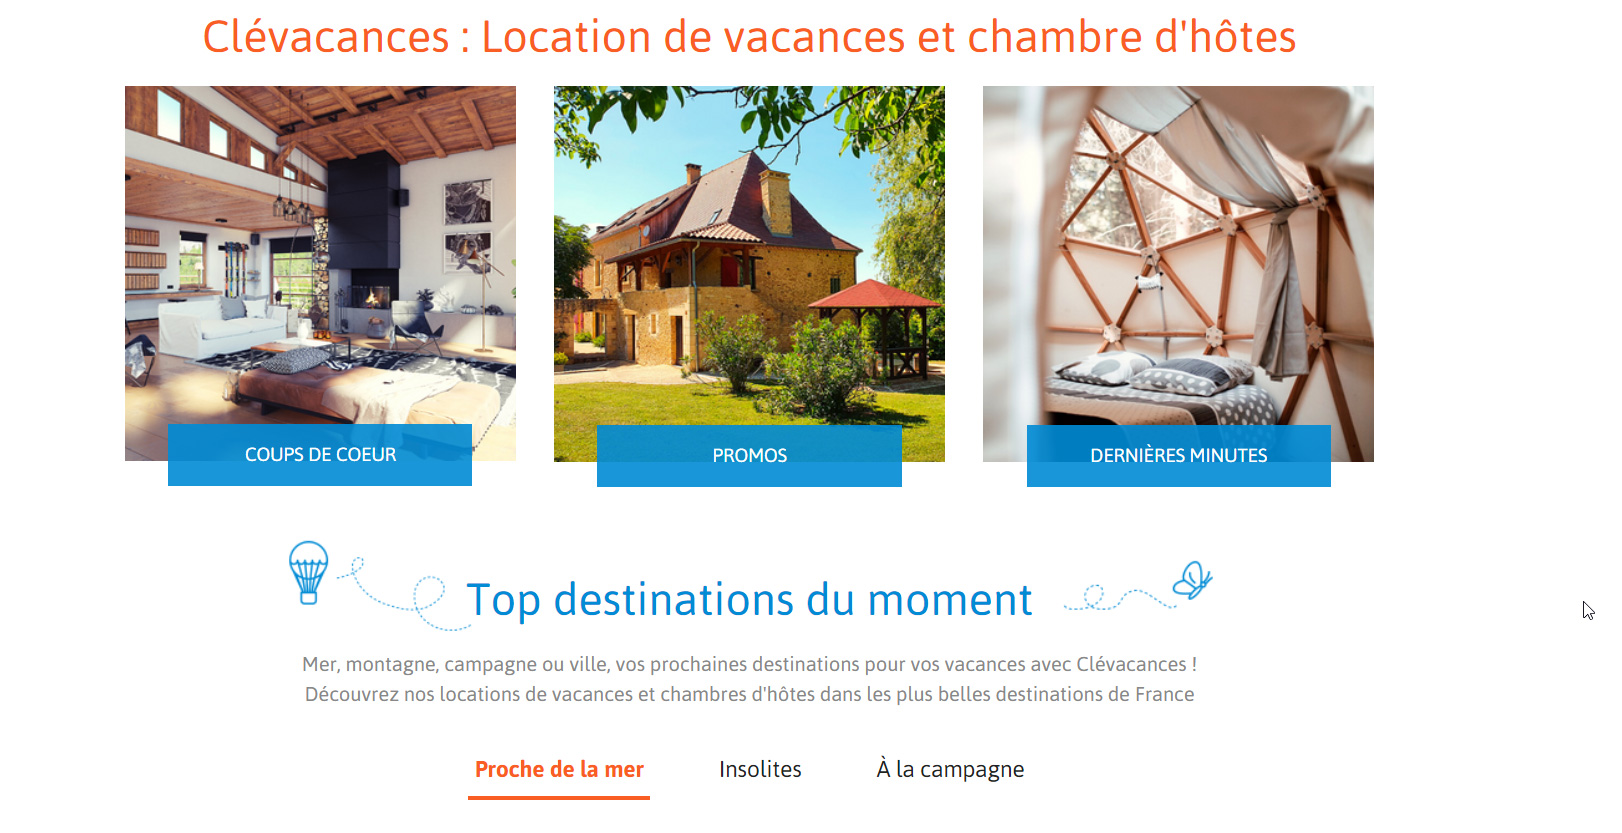 Clévacances : Location de vacances et chambre d'hôtes
COUPS DE COEUR
PROMOS
DERNIÈRES MINUTES
Top destinations du moment
Mer, montagne, campagne ou ville, vos prochaines destinations pour vos vacances avec Clévacances !
Découvrez nos locations de vacances et chambres d'hôtes dans les plus belles destinations de France
Proche de la mer
Insolites
À la campagne